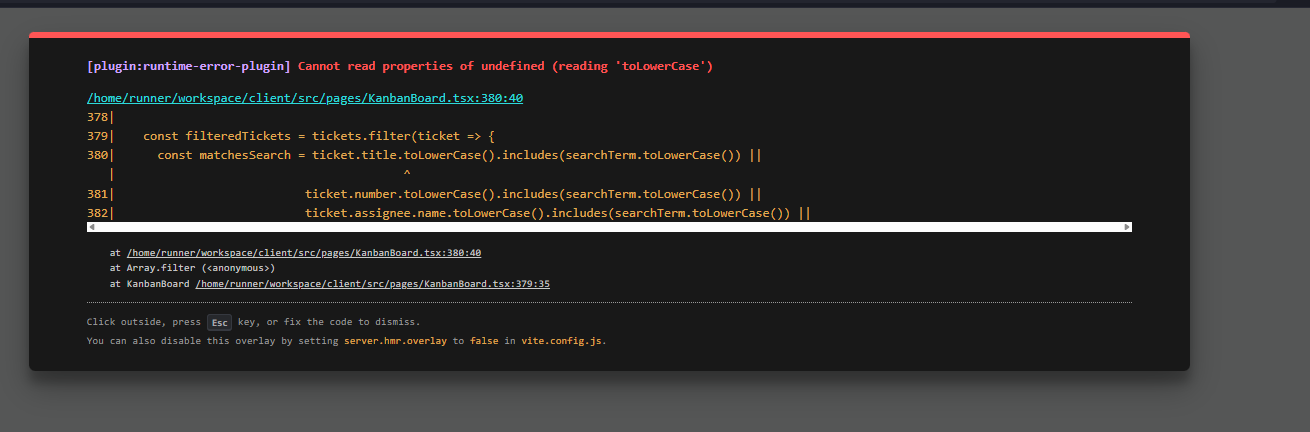 [plugin:runtime-error-plugin] Cannot read properties of undefined (reading 'toLowerCase')
/home/runner/workspace/client/src/pages/KanbanBoard.tsx:380:40
378|
379|    const filteredTickets = tickets.filter(ticket => {
380|      const matchesSearch = ticket.title.toLowerCase().includes(searchTerm.toLowerCase()) ||
   |                                         ^
381|                           ticket.number.toLowerCase().includes(searchTerm.toLowerCase()) ||
382|                           ticket.assignee.name.toLowerCase().includes(searchTerm.toLowerCase()) ||
at /home/runner/workspace/client/src/pages/KanbanBoard.tsx:380:40
at Array.filter (<anonymous>)
at KanbanBoard /home/runner/workspace/client/src/pages/KanbanBoard.tsx:379:35
Click outside, press Esc key, or fix the code to dismiss.
You can also disable this overlay by setting server.hmr.overlay to false in vite.config.js.